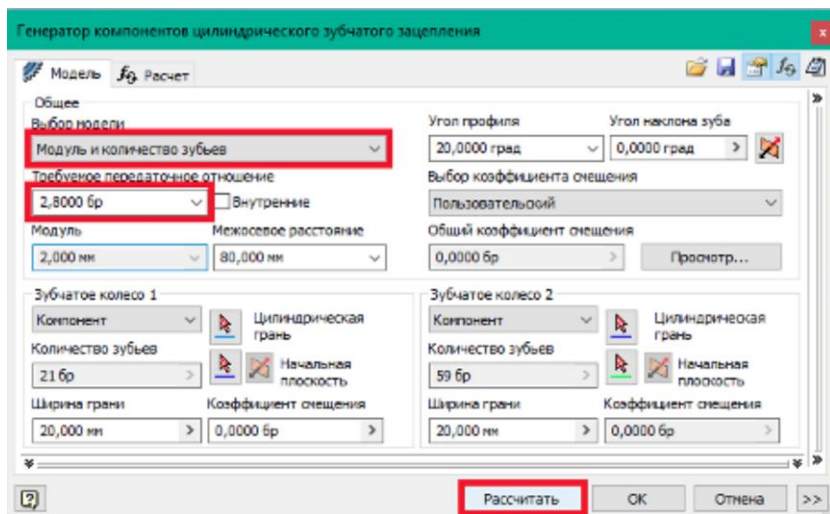 Генератор компонентов цилиндрического зубчатого зацепления
x
Модель
fG Расчет
Общее
Выбор модели
Модуль и количество зубьев
Требуемое передаточное отношение
2,8000 бр
Внутренние
Модуль
Межосевое расстояние
2,000 мм
80,000 мм
Угол профиля
Угол наклона зуба
20,0000 град
0,0000 град >
Выбор коэффициента смещения
Пользовательский
Общий коэффициент смещения
0,0000 бр >
Просмотр...
Зубчатое колесо 1
Компонент
Цилиндрическая
грань
Количество зубьев
21 бр >
Начальная
плоскость
Ширина грани
Коэффициент смещения
20,000 мм >
0,0000 бр >
Зубчатое колесо 2
Компонент
Цилиндрическая
грань
Количество зубьев
59 бр >
Начальная
плоскость
Ширина грани
Коэффициент смещения
20,000 мм >
0,0000 бр >
?
Рассчитать
ОК
Отмена
>>